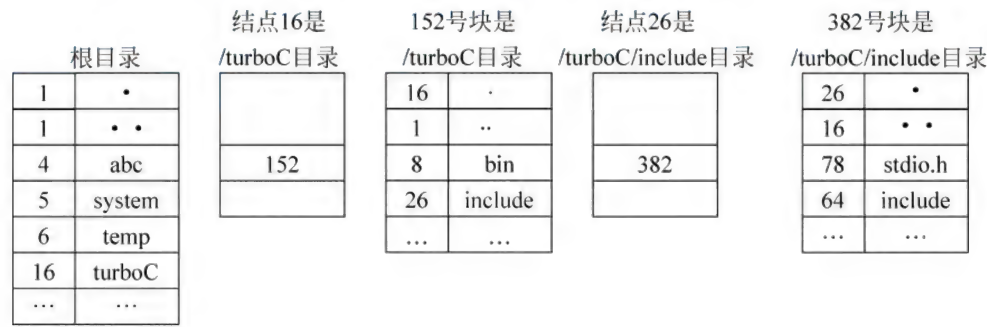 结点16是 152号块是 结点26是 382号块是
根目录 /turboC目录 /turboC目录 /turboC/include目录 /turboC/include目录
1 • 16 · 26 •
1 • • 1 ·· 16 • •
4 abc 152 8 bin 382 78 stdio.h
5 system 26 include 64 include
6 temp … … … …
16 turboC
… …